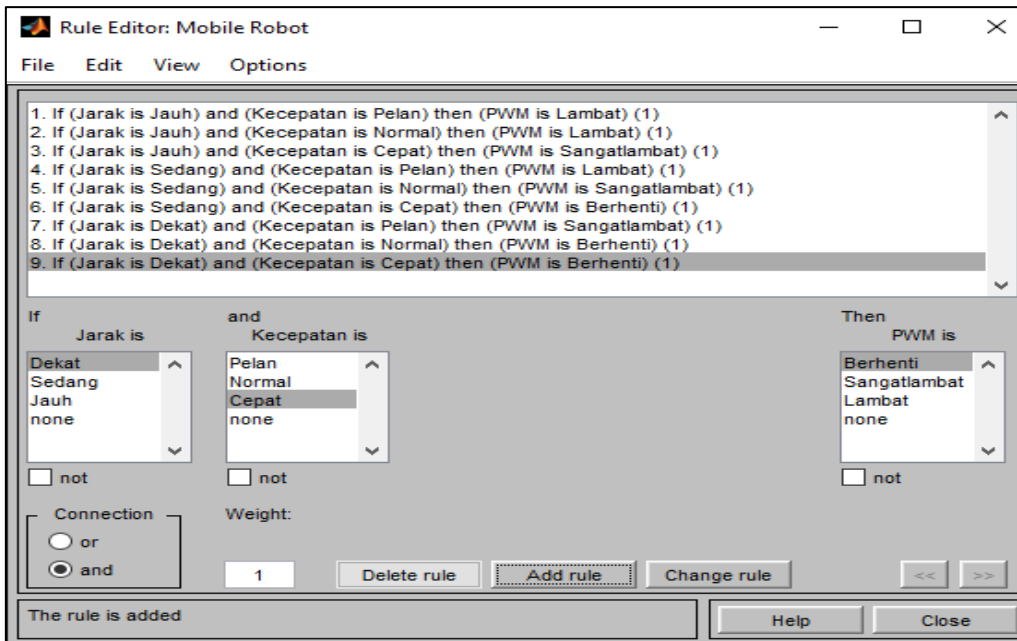 Rule Editor: Mobile Robot
File Edit View Options
1. If (Jarak is Jauh) and (Kecepatan is Pelan) then (PWM is Lambat) (1)
2. If (Jarak is Jauh) and (Kecepatan is Normal) then (PWM is Lambat) (1)
3. If (Jarak is Jauh) and (Kecepatan is Cepat) then (PWM is Sangatlambat) (1)
4. If (Jarak is Sedang) and (Kecepatan is Pelan) then (PWM is Lambat) (1)
5. If (Jarak is Sedang) and (Kecepatan is Normal) then (PWM is Sangatlambat) (1)
6. If (Jarak is Sedang) and (Kecepatan is Cepat) then (PWM is Berhenti) (1)
7. If (Jarak is Dekat) and (Kecepatan is Pelan) then (PWM is Sangatlambat) (1)
8. If (Jarak is Dekat) and (Kecepatan is Normal) then (PWM is Berhenti) (1)
9. If (Jarak is Dekat) and (Kecepatan is Cepat) then (PWM is Berhenti) (1)
If
Jarak is
Dekat
Sedang
Jauh
none
not
and
Kecepatan is
Pelan
Normal
Cepat
none
not
Then
PWM is
Berhenti
Sangatlambat
Lambat
none
not
Connection
or
and
Weight:
1
Delete rule
Add rule
Change rule
<<
>>
The rule is added
Help
Close